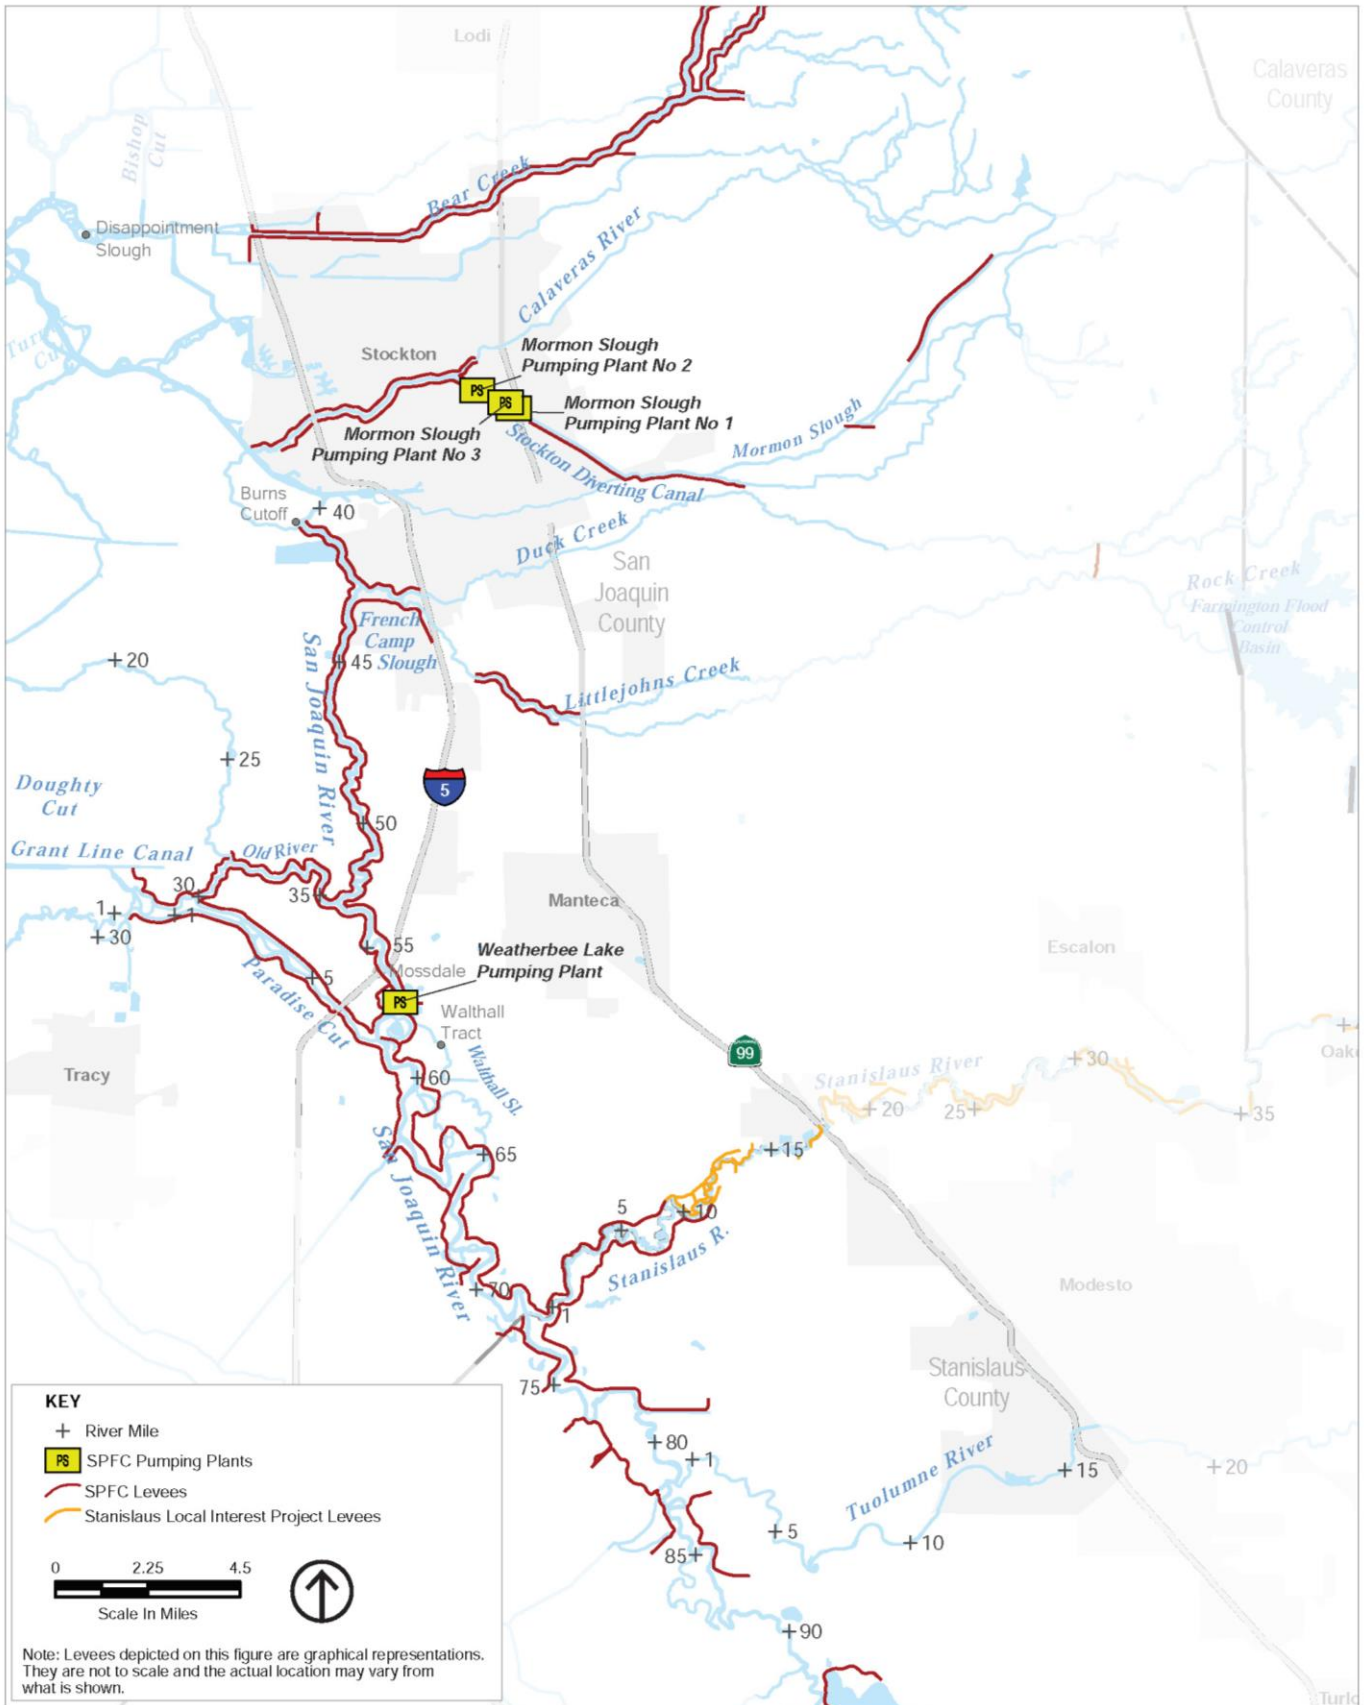 Lodi
Calaveras
County
Bishop
Cut
Bear Creek
Disappointment
Slough
Calaveras River
Turner
Cut
Stockton
Mormon Slough
Pumping Plant No 2
PS
PS
Mormon Slough
Pumping Plant No 1
Mormon Slough
Pumping Plant No 3
Mormon Slough
Stockton Diverting Canal
Burns
Cutoff
40
Duck Creek
San
Joaquin
County
Rock Creek
Farmington Flood
Control
Basin
French
Camp
Slough
San Joaquin River
20
45
Littlejohns Creek
25
Doughty
Cut
5
50
Grant Line Canal
Old River
30
35
1
1
30
Manteca
55
Weatherbee Lake
Pumping Plant
Escalon
Mossdale
5
Paradise Cut
PS
Walthall
Tract
Walthall Sl.
Tracy
60
99
Stanislaus River
30
Oak
20
25
35
San Joaquin River
65
15
10
5
Stanislaus R.
70
1
Modesto
Stanislaus
County
75
80
1
Tuolumne River
15
20
5
10
85
90
Turl
KEY
River Mile
PS SPFC Pumping Plants
SPFC Levees
Stanislaus Local Interest Project Levees
0 2.25 4.5
Scale In Miles
Note: Levees depicted on this figure are graphical representations.
They are not to scale and the actual location may vary from
what is shown.